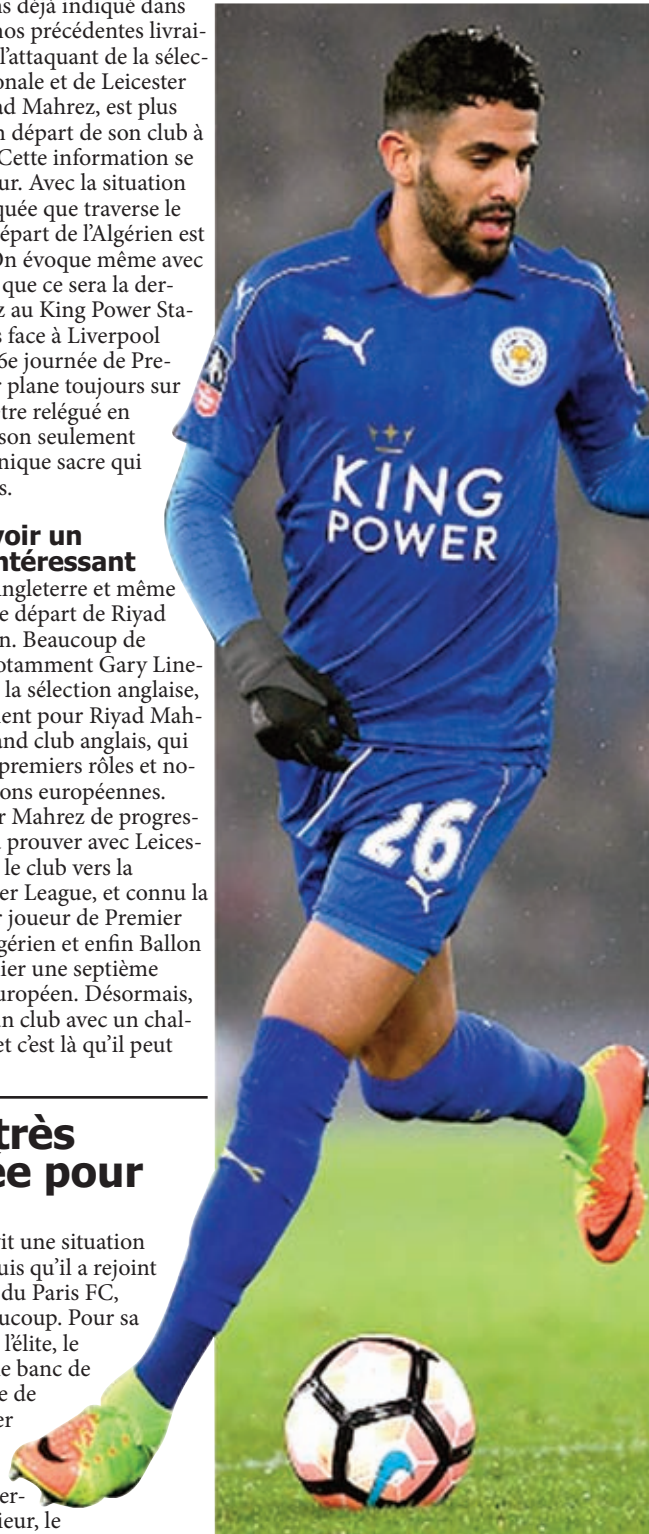 s déjà indiqué dans
nos précédentes livrai-
l’attaquant de la sélec-
onale et de Leicester
ad Mahrez, est plus
n départ de son club à
Cette information se
ur. Avec la situation
quée que traverse le
épart de l’Algérien est
On évoque même avec
que ce sera la der-
z au King Power Sta-
s face à Liverpool
6e journée de Pre-
r plane toujours sur
tre relégué en
son seulement
nique sacre qui
s.
voir un
ntéressant
ngleterre et même
e départ de Riyad
n. Beaucoup de
otamment Gary Line-
la sélection anglaise,
ent pour Riyad Mah-
and club anglais, qui
premiers rôles et no-
ons européennes.
r Mahrez de progres-
prouver avec Leices-
le club vers la
er League, et connu la
r joueur de Premier
gérien et enfin Ballon
ier une septième
uropéen. Désormais,
un club avec un chal-
et c’est là qu’il peut
très
ée pour
it une situation
uis qu’il a rejoint
du Paris FC,
ucoup. Pour sa
l’élite, le
e banc de
e de
er
er-
ieur, le
KING
POWER
26